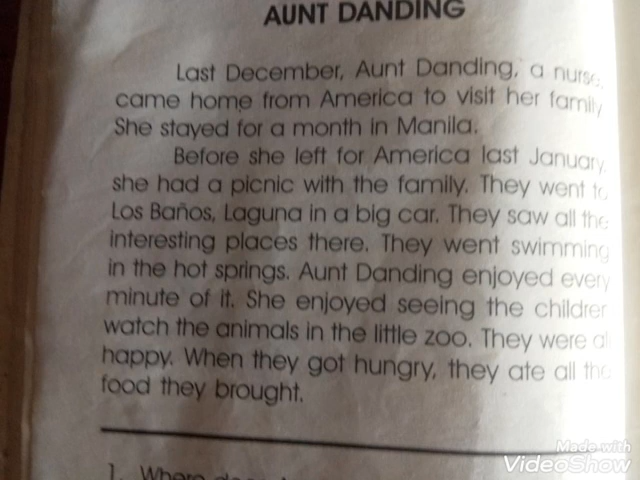 AUNT DANDING
Last December, Aunt Danding, a nurse,
came home from America to visit her family
She stayed for a month in Manila.
Before she left for America last January,
she had a picnic with the family. They went to
Los Baños, Laguna in a big car. They saw all the
interesting places there. They went swimming
in the hot springs. Aunt Danding enjoyed every
minute of it. She enjoyed seeing the children
watch the animals in the little zoo. They were al
happy. When they got hungry, they ate all the
food they brought.
1. Where
Made with
VideoShow